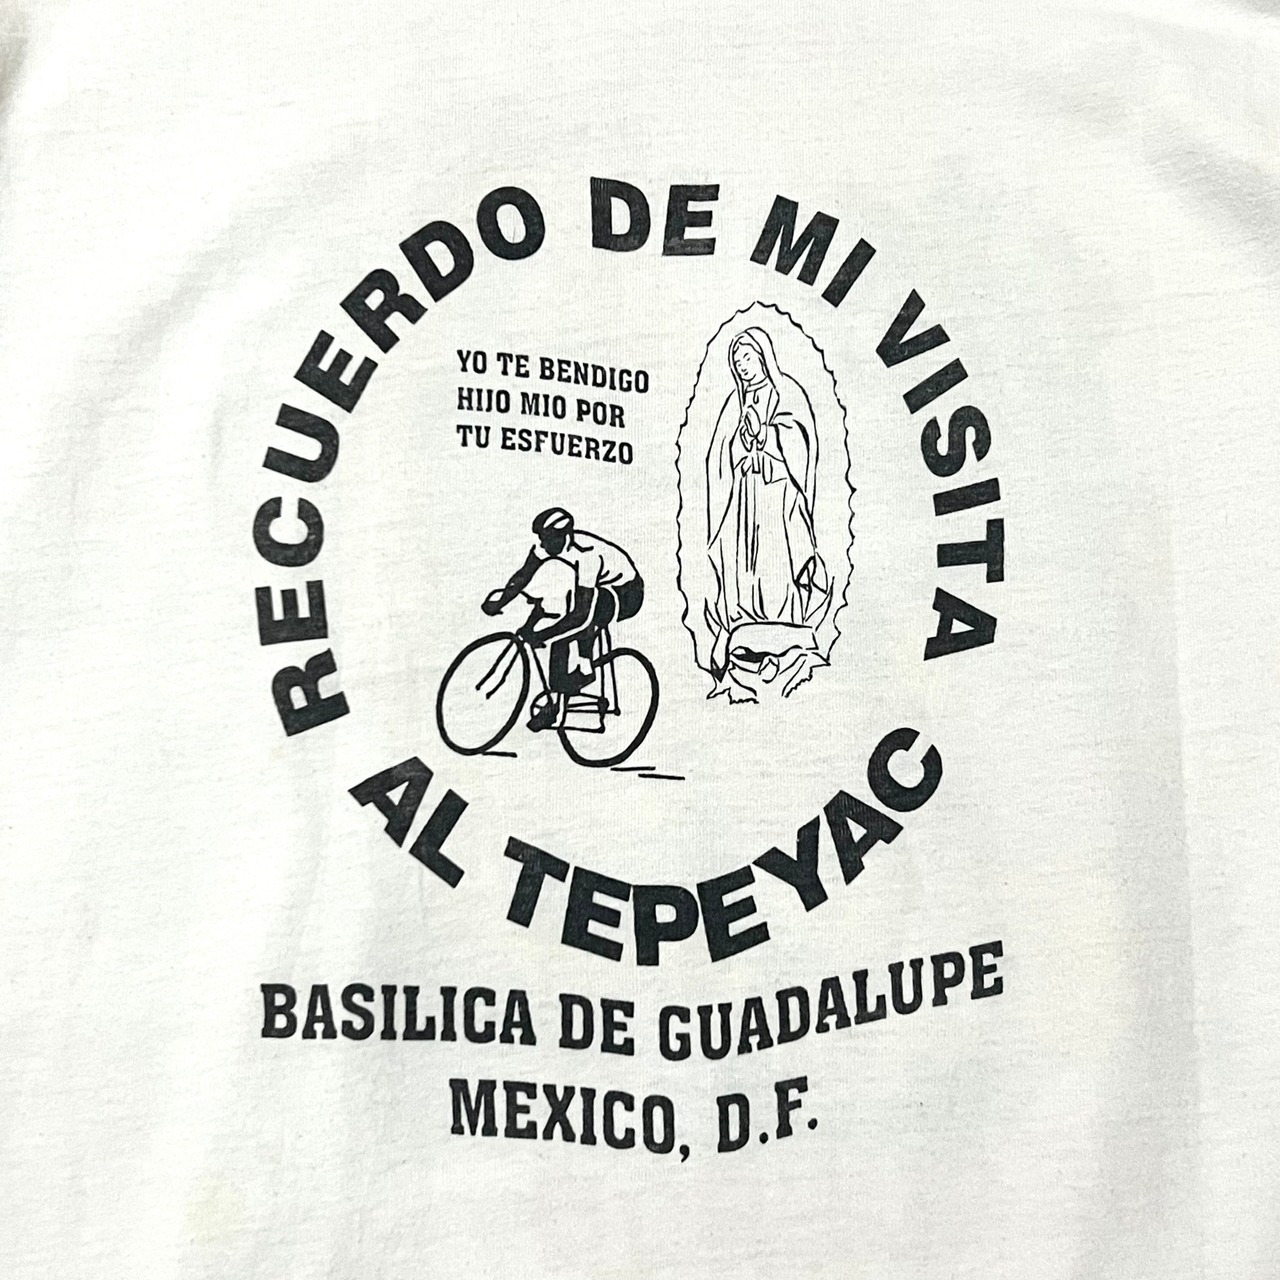 RECUERDO DE MI VISITA
YO TE BENDIGO
HIJO MIO POR
TU ESFUERZO
AL TEPEYAC
BASILICA DE GUADALUPE
MEXICO, D.F.